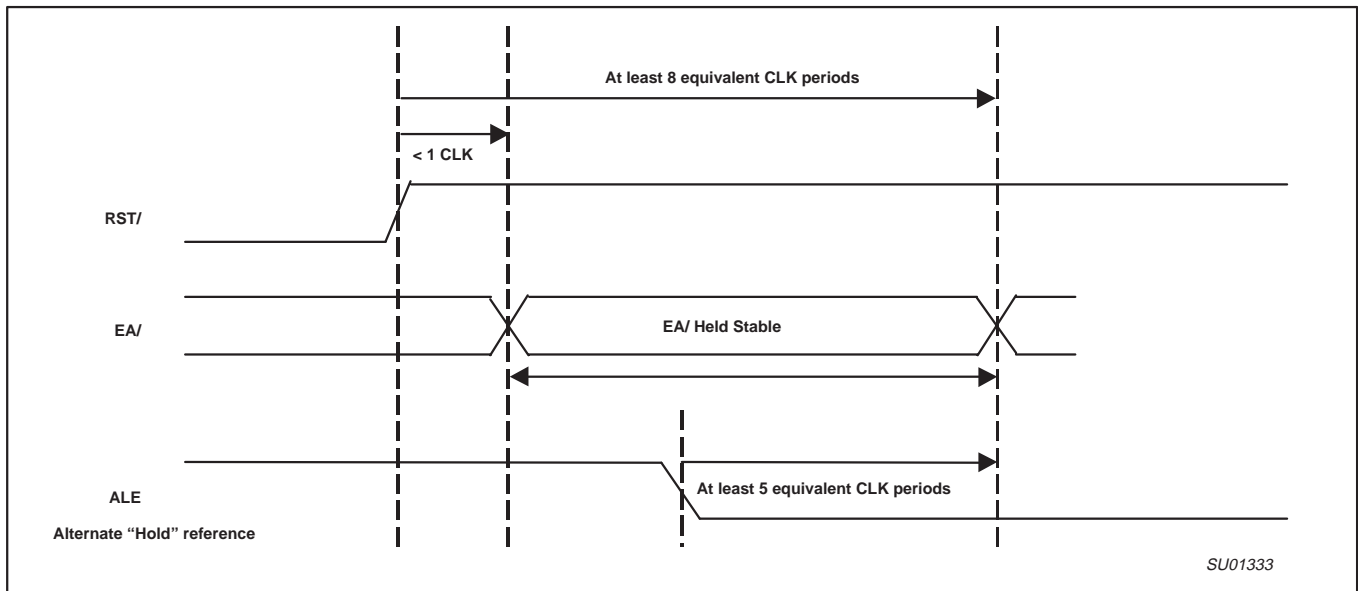 At least 8 equivalent CLK periods
< 1 CLK
RST/
EA/
EA/ Held Stable
At least 5 equivalent CLK periods
ALE
Alternate “Hold” reference
SU01333